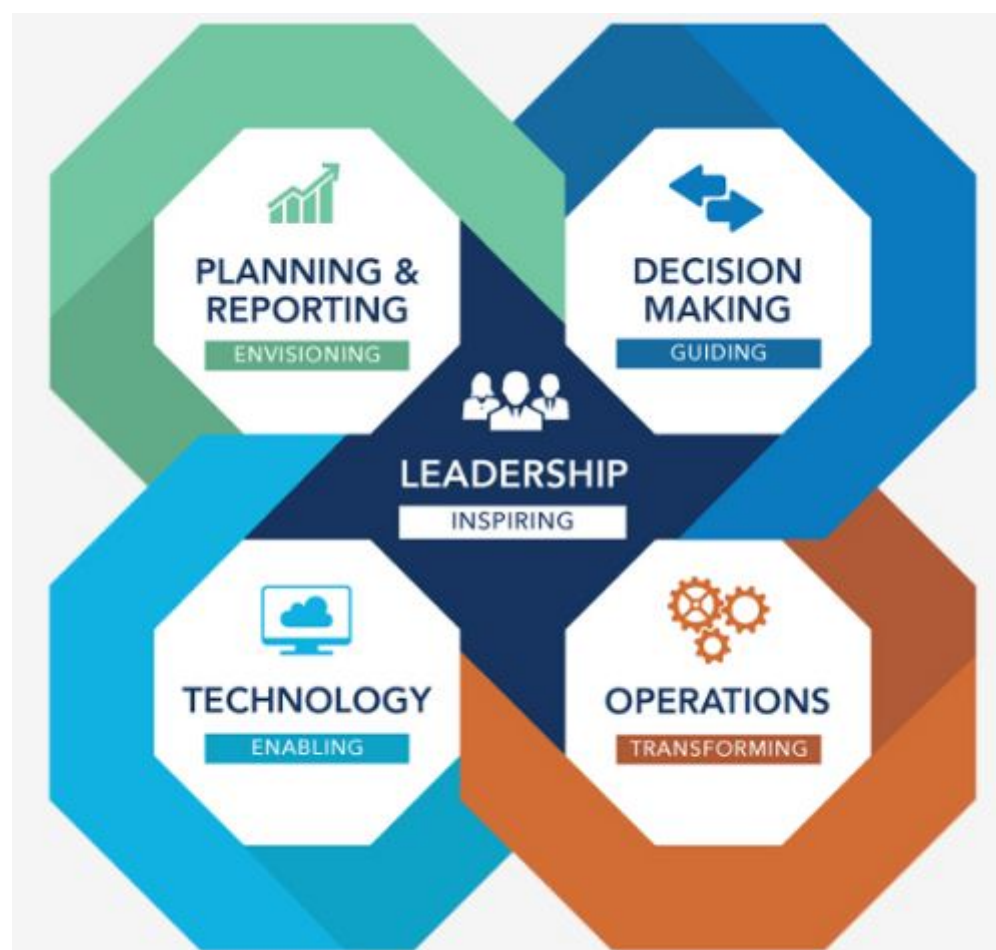 PLANNING &
REPORTING
ENVISIONING
DECISION
MAKING
GUIDING
LEADERSHIP
INSPIRING
TECHNOLOGY
ENABLING
OPERATIONS
TRANSFORMING